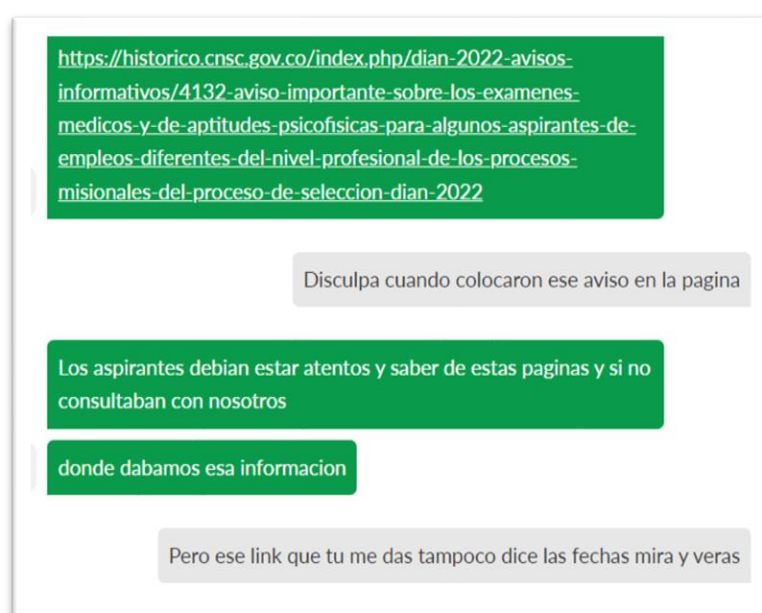 https://historico.cnsc.gov.co/index.php/dian-2022-avisos-
informativos/4132-aviso-importante-sobre-los-examenes-
medicos-y-de-aptitudes-psicofisicas-para-algunos-aspirantes-de-
empleos-diferentes-del-nivel-profesional-de-los-procesos-
misionales-del-proceso-de-seleccion-dian-2022
Disculpa cuando colocaron ese aviso en la pagina
Los aspirantes debian estar atentos y saber de estas paginas y si no
consultaban con nosotros
donde dabamos esa informacion
Pero ese link que tu me das tampoco dice las fechas mira y veras